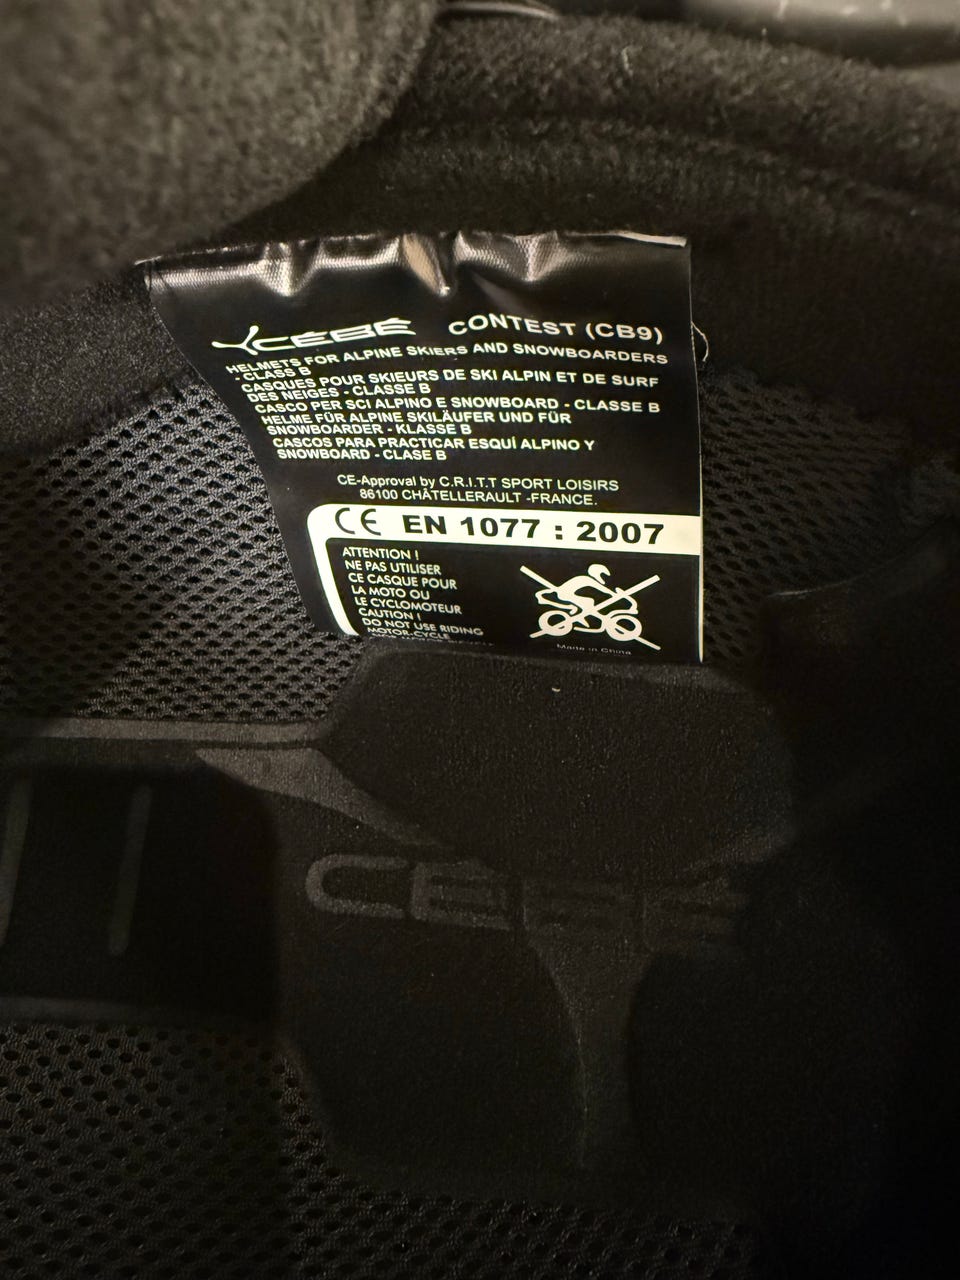 CÉBÉ CONTEST (CB9)
HELMETS FOR ALPINE SKIERS AND SNOWBOARDERS
- CLASS B
CASQUES POUR SKIEURS DE SKI ALPIN ET DE SURF
DES NEIGES - CLASSE B
CASCO PER SCI ALPINO E SNOWBOARD - CLASSE B
HELME FÜR ALPINE SKILÄUFER UND FÜR
SNOWBOARDER - KLASSE B
CASCOS PARA PRACTICAR ESQUÍ ALPINO Y
SNOWBOARD - CLASE B
CE-Approval by C.R.I.T.T SPORT LOISIRS
86100 CHÂTELLERAULT -FRANCE.
CE EN 1077 : 2007
ATTENTION !
NE PAS UTILISER
CE CASQUE POUR
LA MOTO OU
LE CYCLOMOTEUR
CAUTION !
DO NOT USE RIDING
MOTOR-CYCLE
Made in China
CÉBÉ